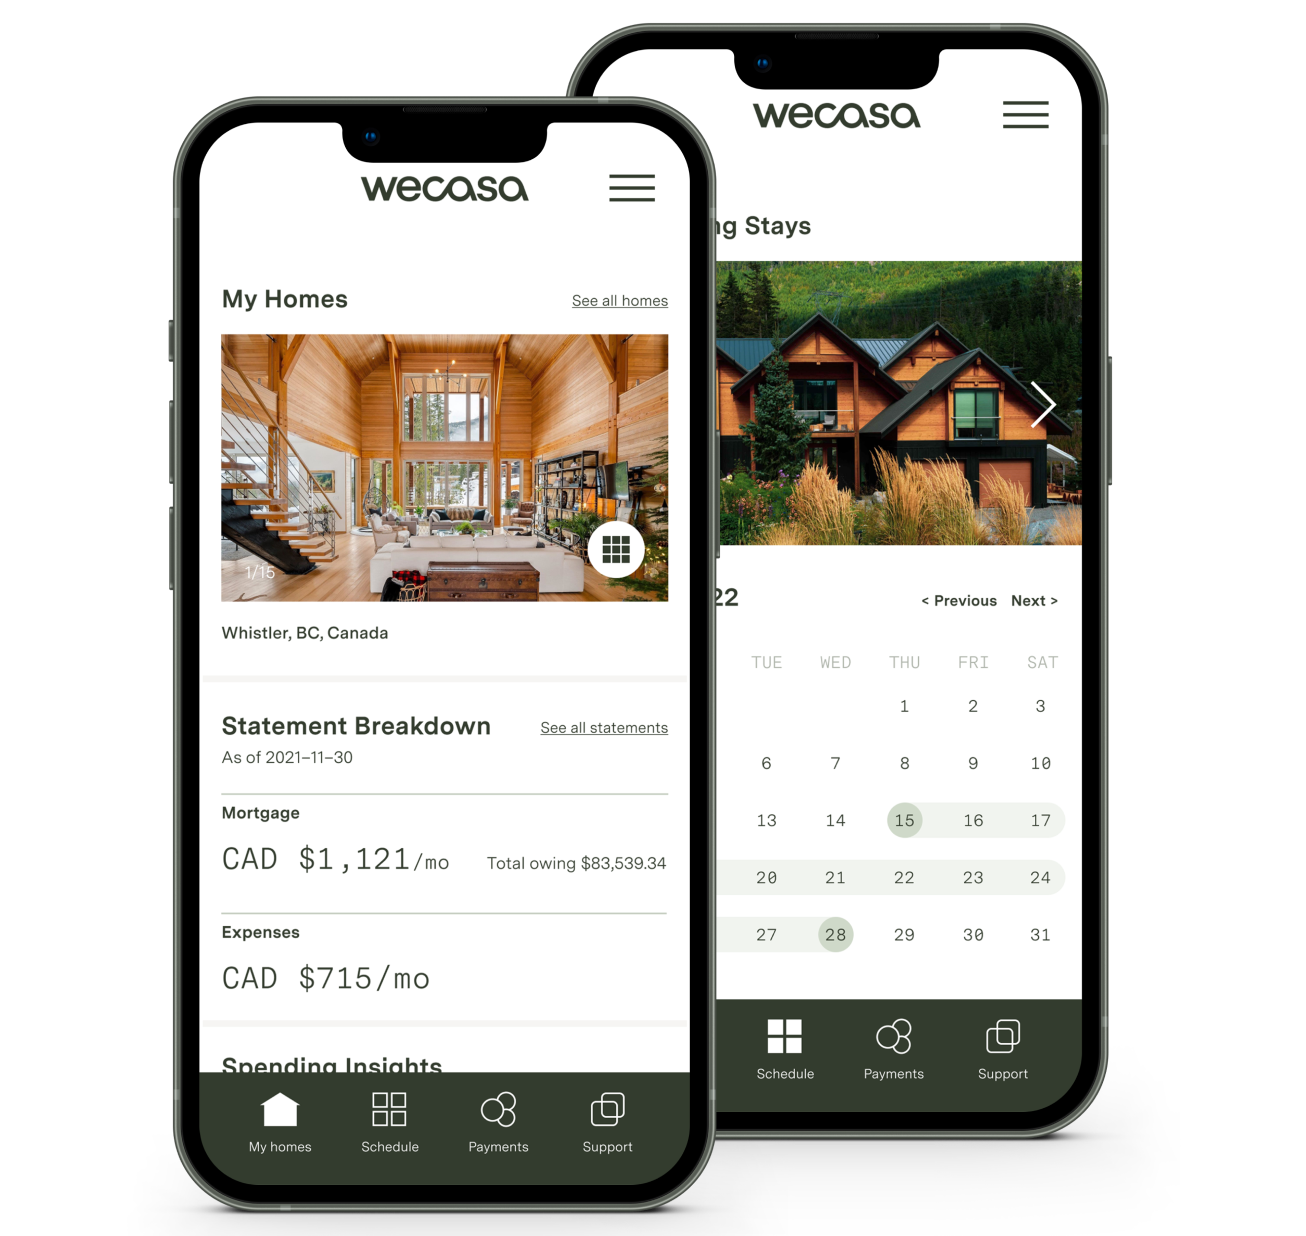 wecasa
My Homes
See all homes
1/15
Whistler, BC, Canada
Statement Breakdown
See all statements
As of 2021-11-30
Mortgage
CAD $1,121/mo
Total owing $83,539.34
Expenses
CAD $715/mo
Spending Insights
My homes
Schedule
Payments
Support
wecasa
ng Stays
22
< Previous
Next >
TUE WED THU FRI SAT
1 2 3
6 7 8 9 10
13 14 15 16 17
20 21 22 23 24
27 28 29 30 31
Schedule
Payments
Support